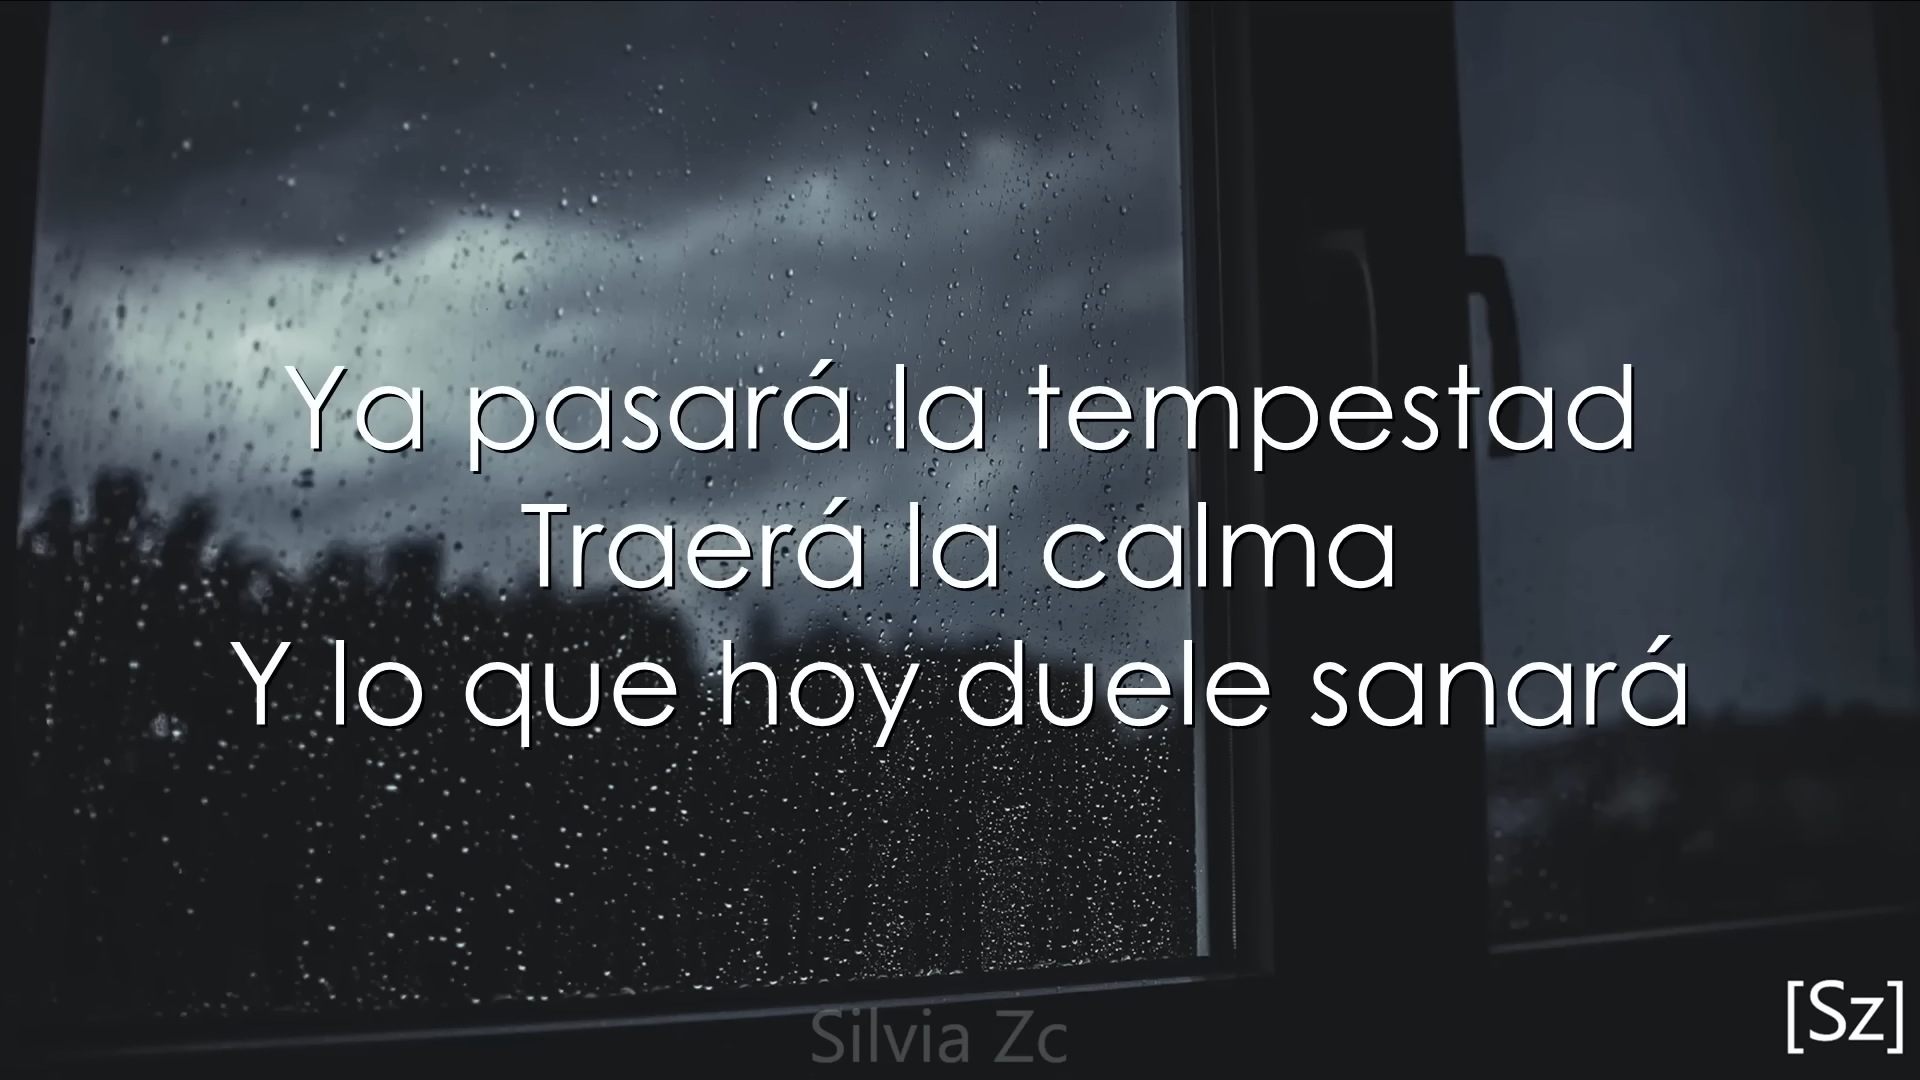 Ya pasará la tempestad
Traerá la calma
Y lo que hoy duele sanará
Silvia Zc
[Sz]